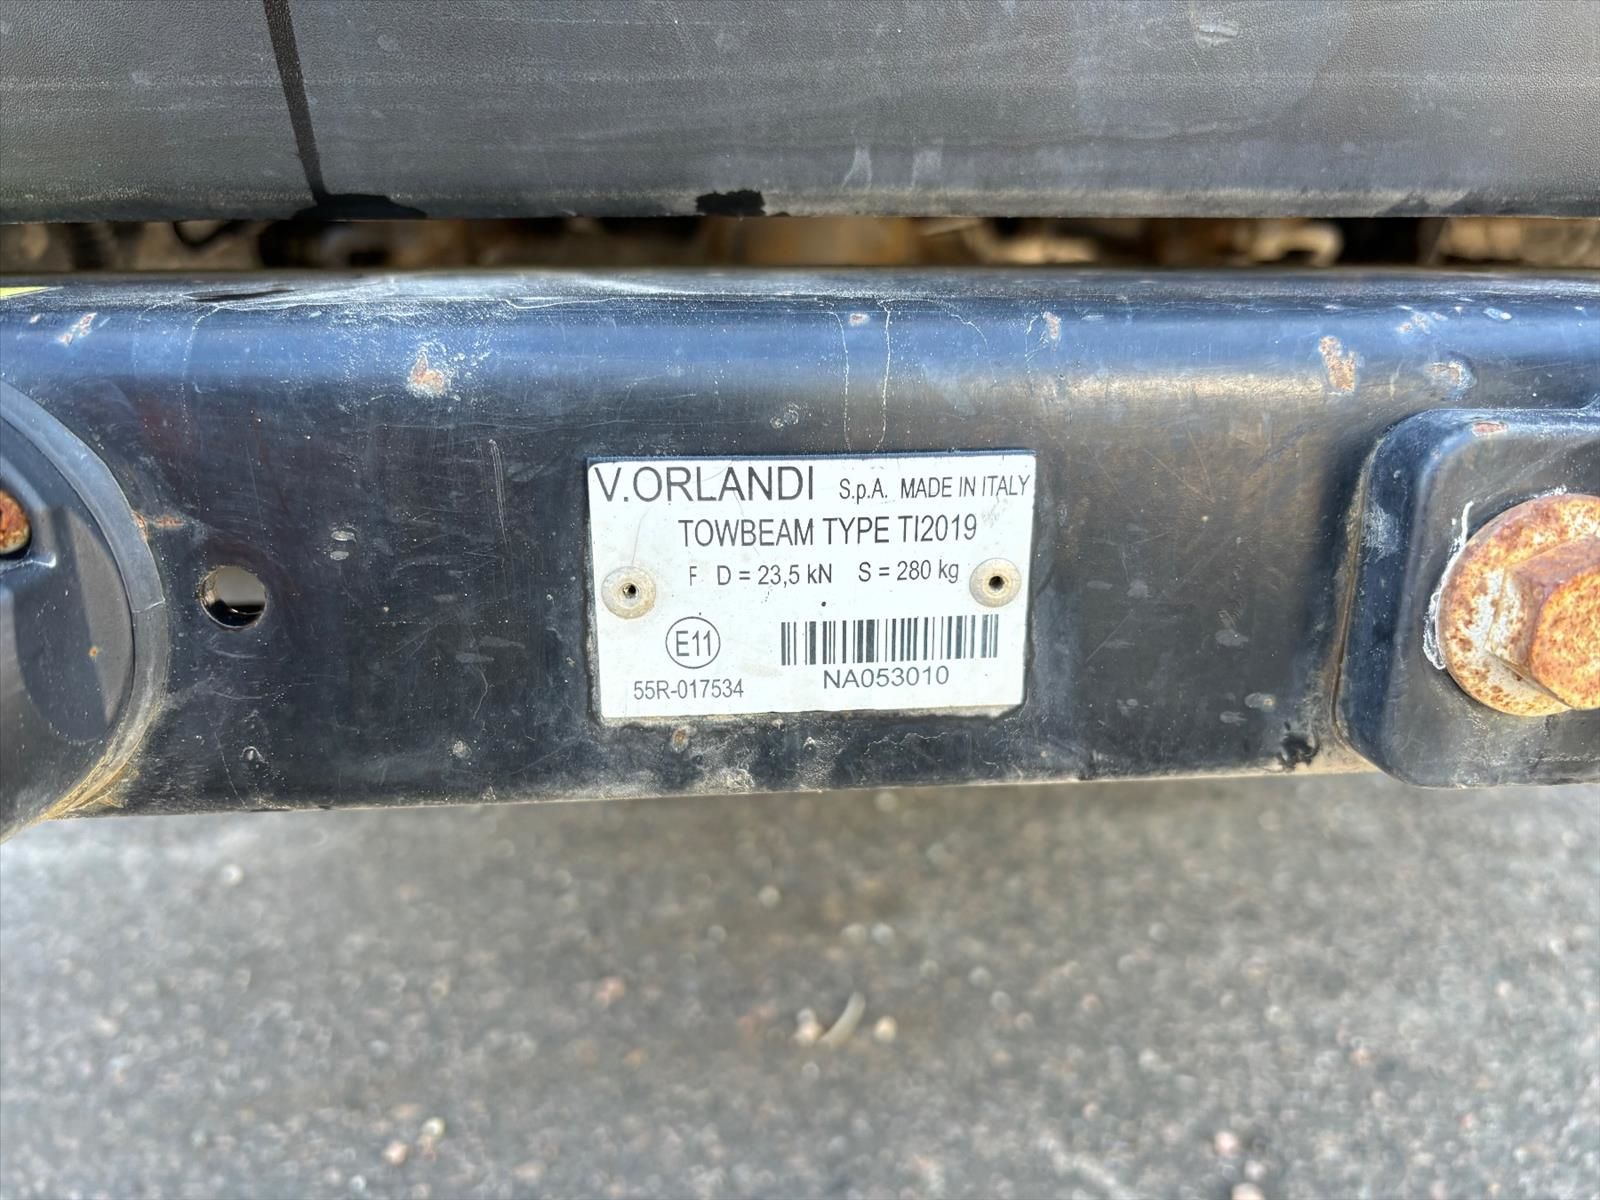 V.ORLANDI S.p.A. MADE IN ITALY
TOWBEAM TYPE TI2019
F D = 23,5 kN S = 280 kg
E11
55R-017534
NA053010